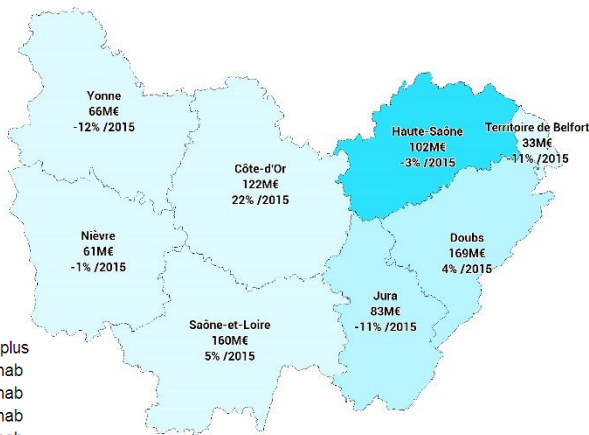 Yonne
66M€
-12% /2015
Haute-Saône
102M€
-3% /2015
Territoire de Belfort
33M€
-11% /2015
Côte-d'Or
122M€
22% /2015
Nièvre
61M€
-1% /2015
Doubs
169M€
4% /2015
Jura
83M€
-11% /2015
Saône-et-Loire
160M€
5% /2015
plus
hab
hab
hab